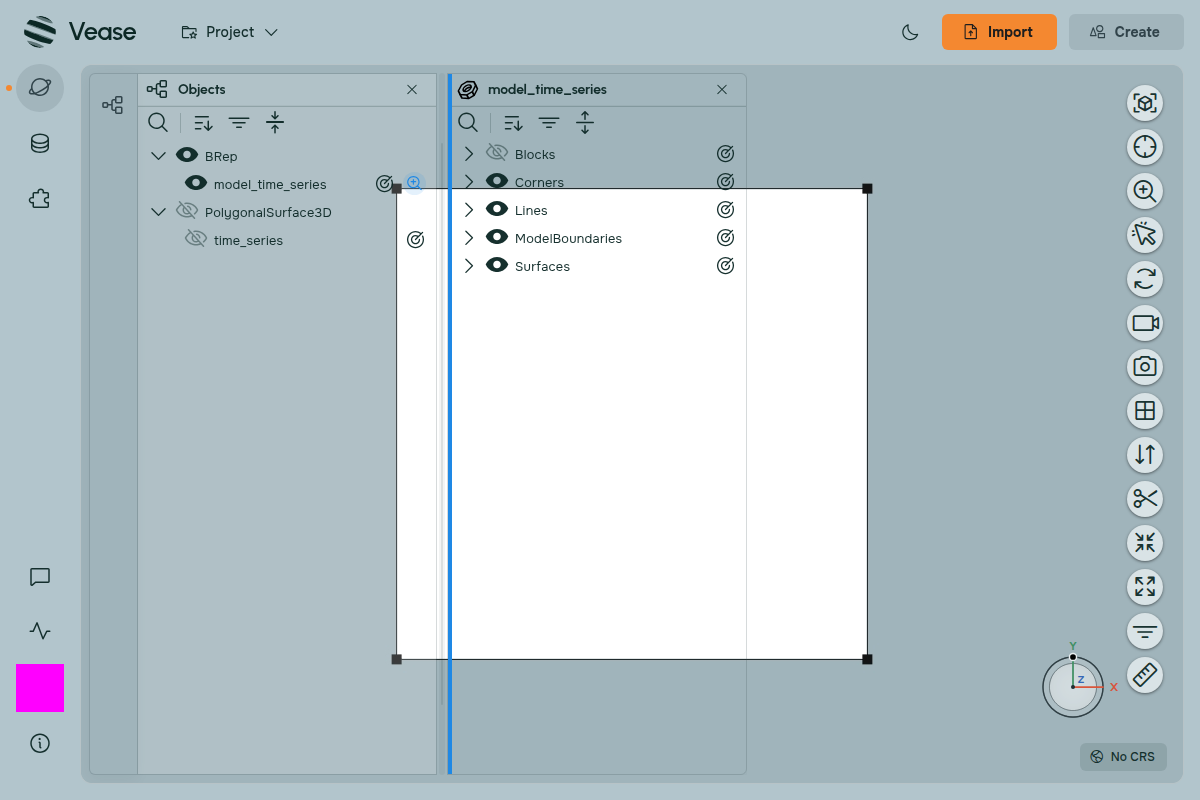 Vease
Project
Import
Create
Objects
model_time_series
BRep
model_time_series
PolygonalSurface3D
time_series
Blocks
Corners
Lines
ModelBoundaries
Surfaces
Y
Z
X
No CRS